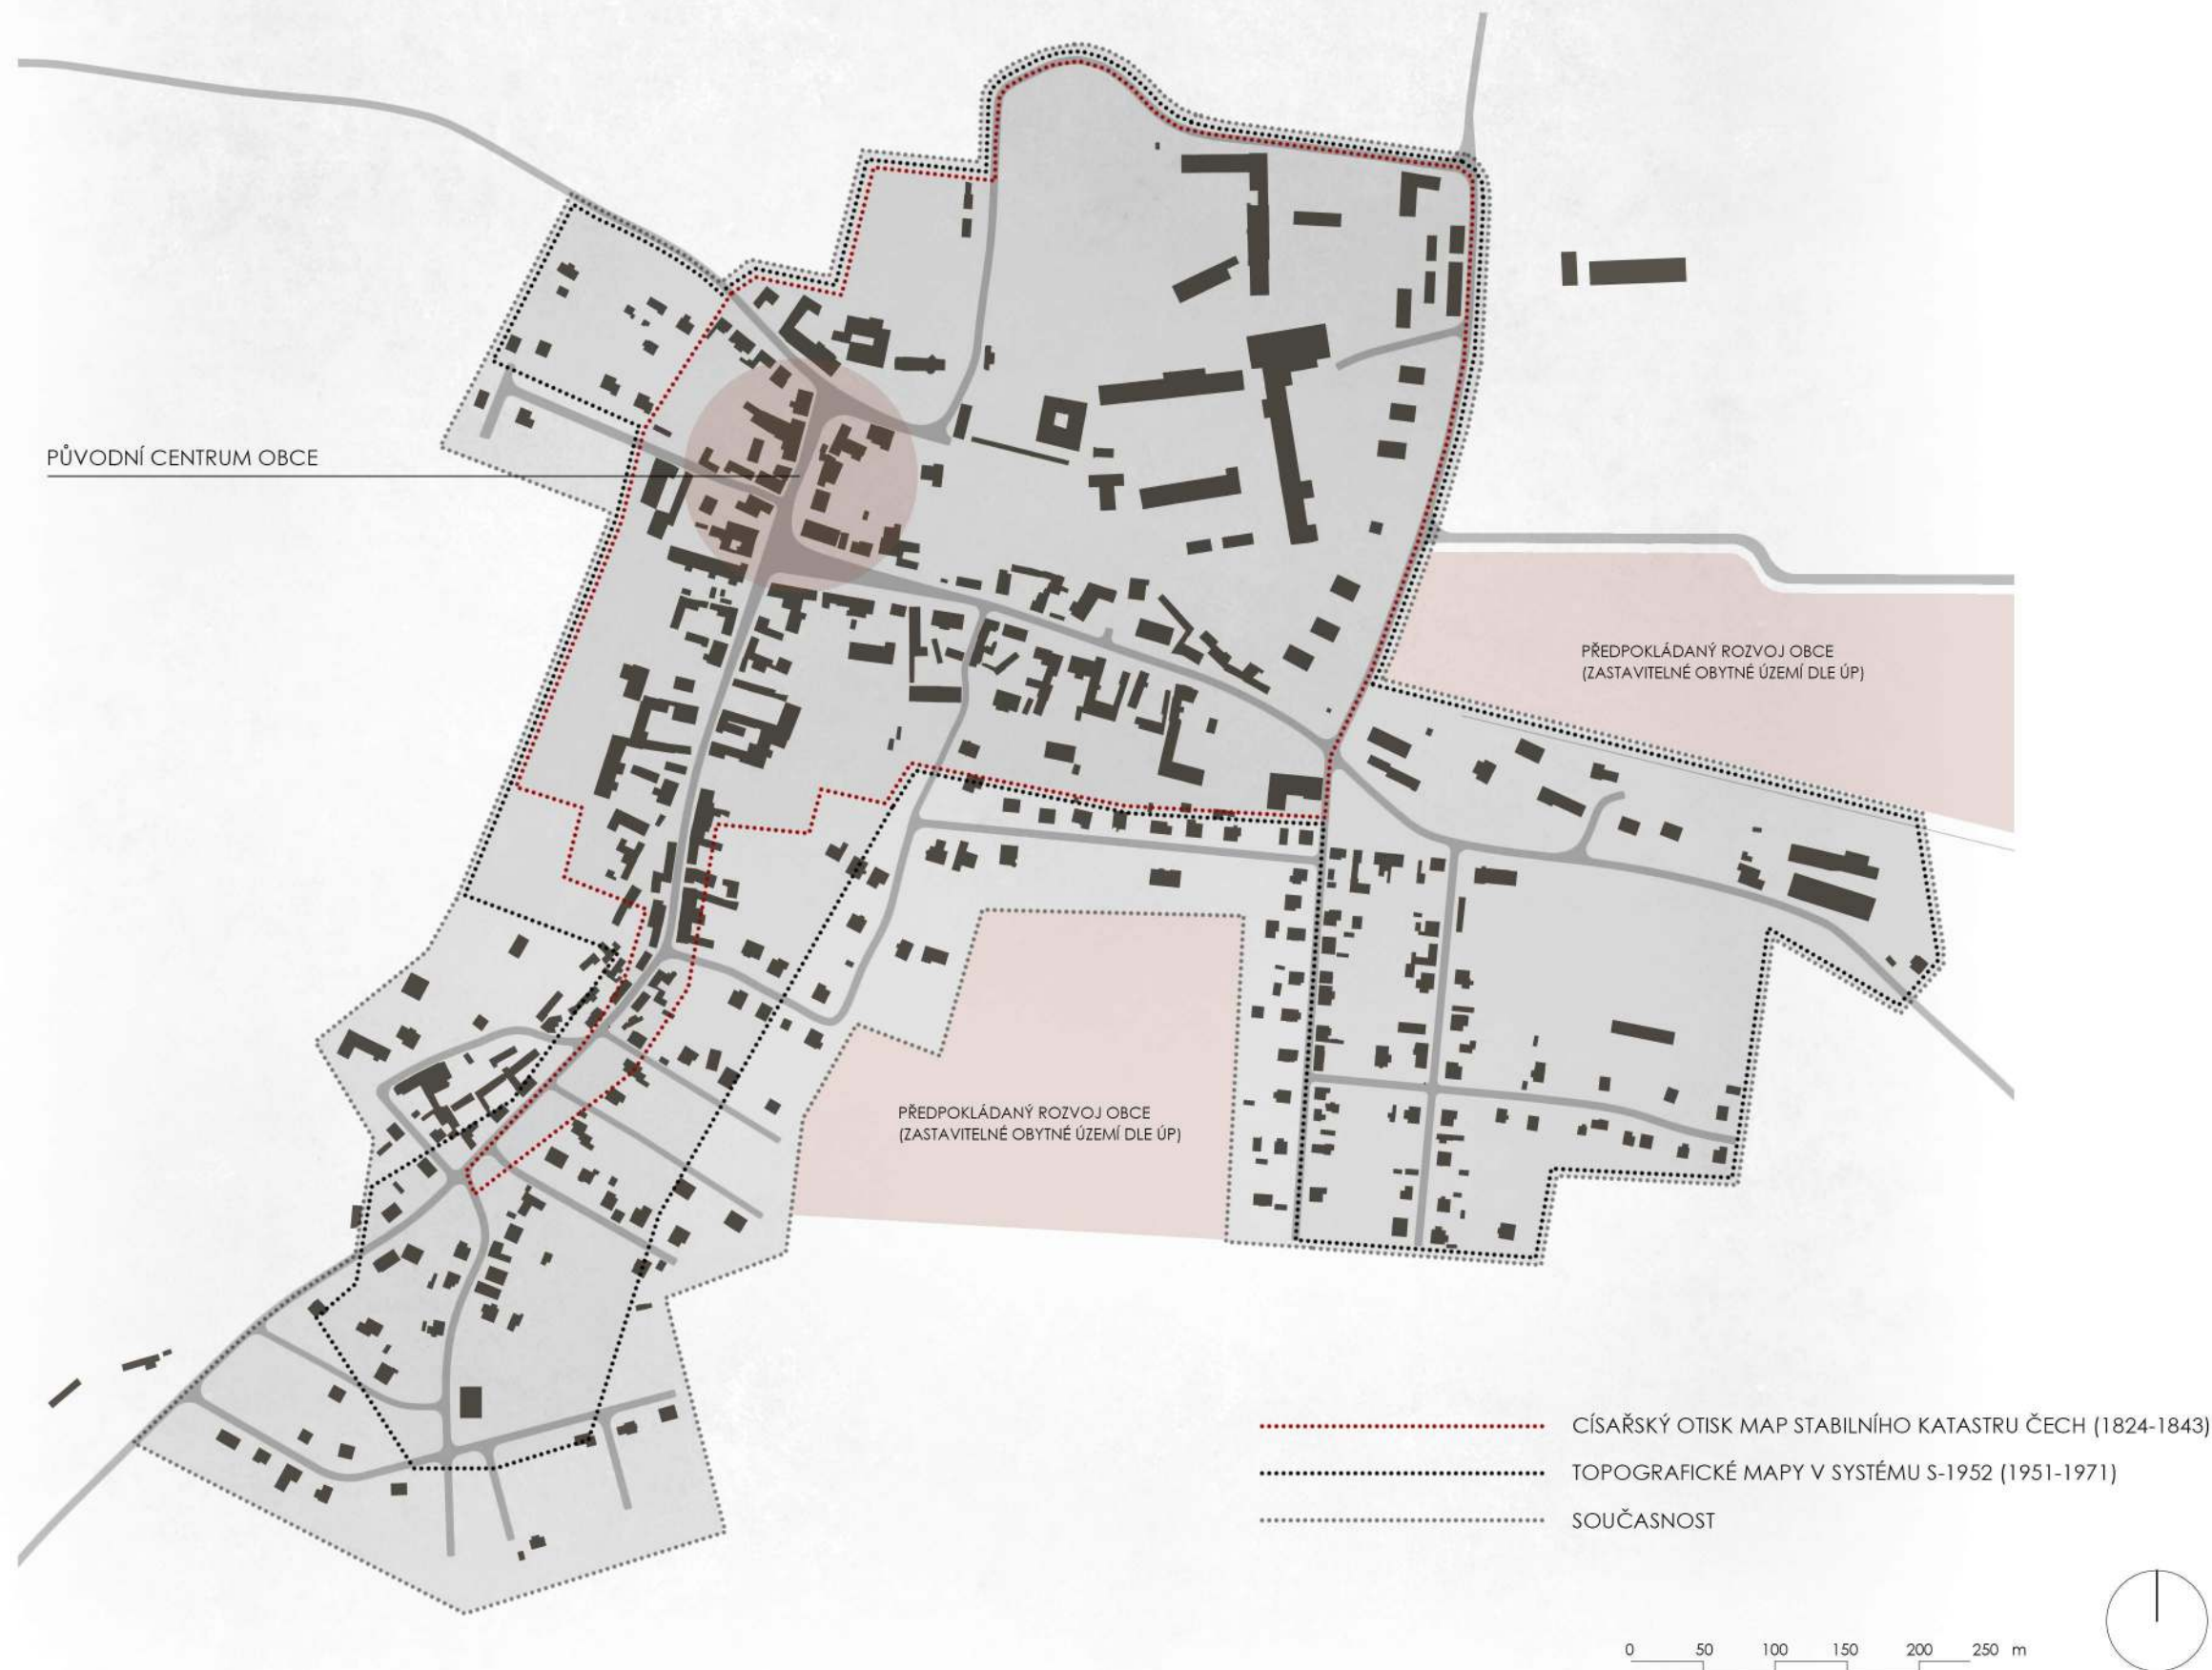 PŮVODNÍ CENTRUM OBCE
PŘEDPOKLÁDANÝ ROZVOJ OBCE
(ZASTAVITELNÉ OBYTNÉ ÚZEMÍ DLE ÚP)
PŘEDPOKLÁDANÝ ROZVOJ OBCE
(ZASTAVITELNÉ OBYTNÉ ÚZEMÍ DLE ÚP)
CÍSAŘSKÝ OTISK MAP STABILNÍHO KATASTRU ČECH (1824-1843)
TOPOGRAFICKÉ MAPY V SYSTÉMU S-1952 (1951-1971)
SOUČASNOST
0 50 100 150 200 250 m